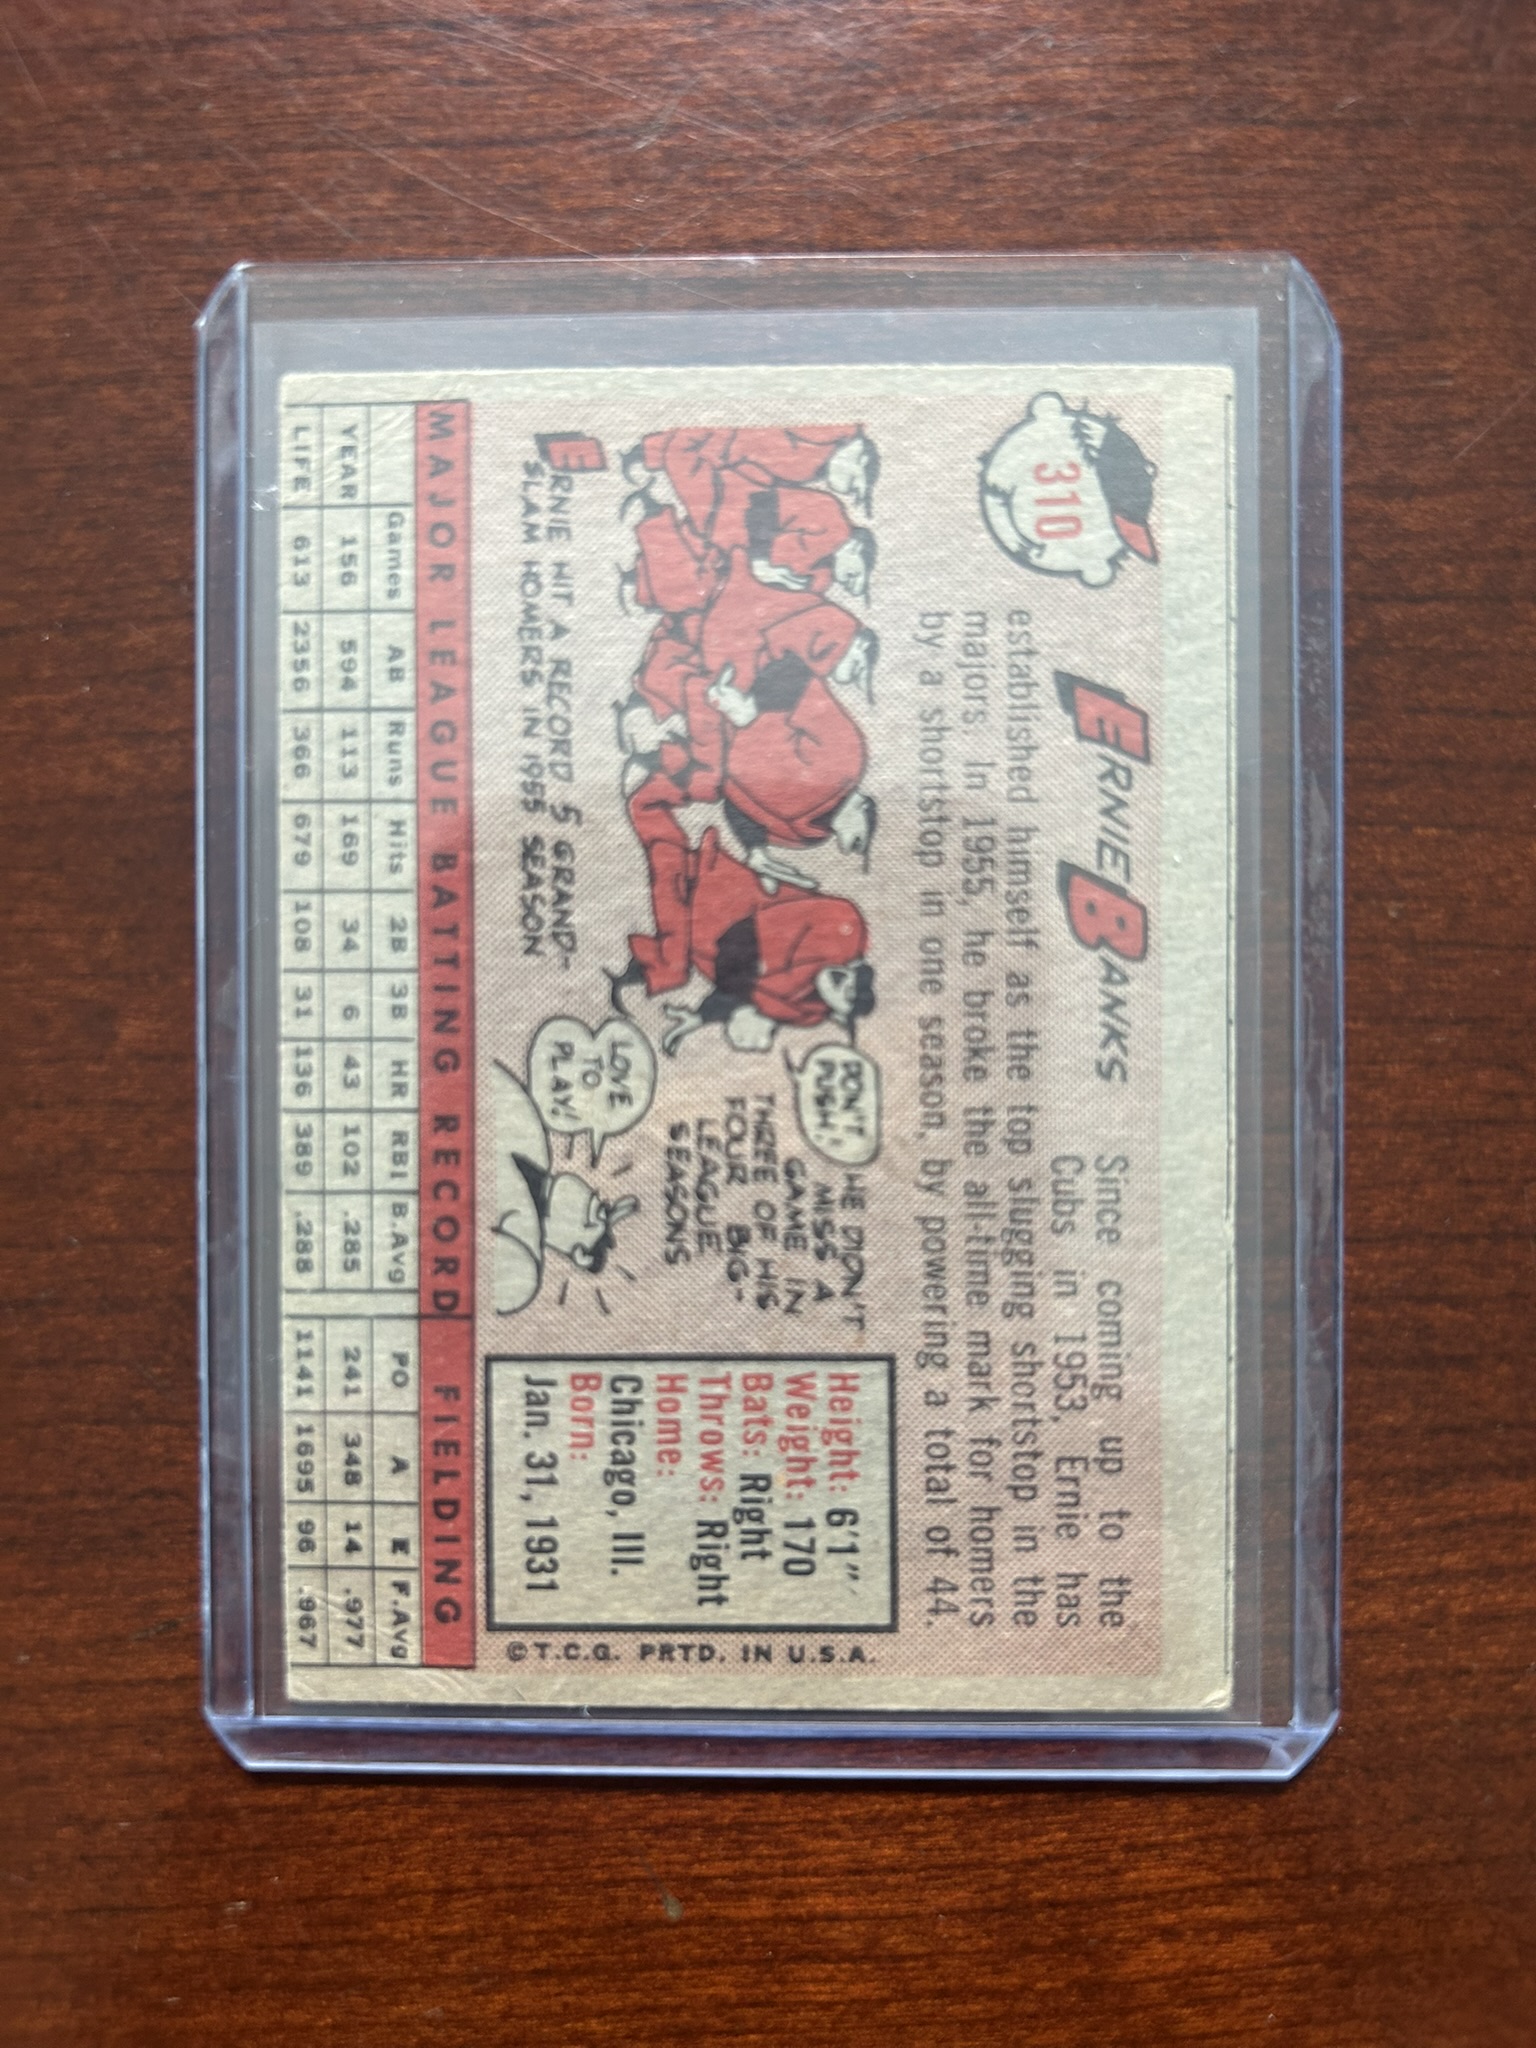 310
ERNIE BANKS
Since coming up to the
Cubs in 1953, Ernie has
established himself as the top slugging shortstop in the
majors. In 1955, he broke the all-time mark for homers
by a shortstop in one season, by powering a total of 44.
DON'T
PUSH!
HE DIDN'T
MISS A
GAME IN
THREE OF HIS
FOUR BIG-
LEAGUE
SEASONS
ERNIE HIT A RECORD 5 GRAND-
SLAM HOMERS IN 1955 SEASON
LOVE
TO
PLAY!
Height: 6'1"
Weight: 170
Bats: Right
Throws: Right
Home:
Chicago, Ill.
Born:
Jan. 31, 1931
©T.C.G. PRTD. IN U.S.A.
MAJOR LEAGUE BATTING RECORD FIELDING
Games AB Runs Hits 2B 3B HR RBI B.Avg PO A E F.Avg
YEAR 156 594 113 169 34 6 43 102 .285 241 348 14 .977
LIFE 613 2356 366 679 108 31 136 389 .288 1141 1695 96 .967